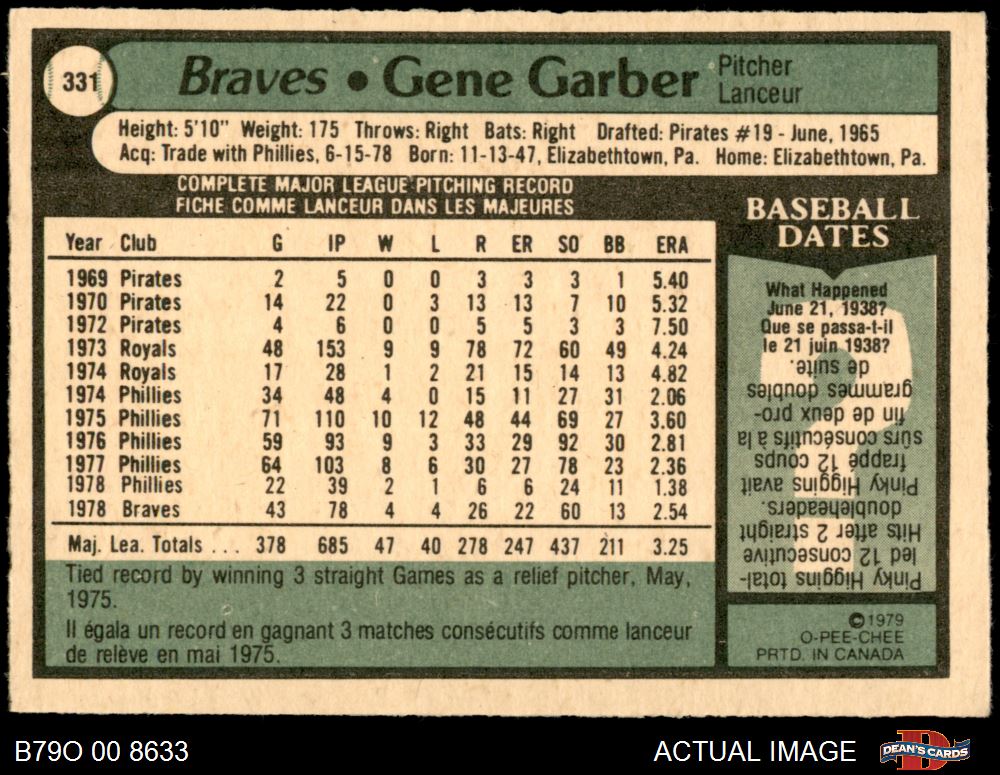 331
Braves • Gene Garber
Pitcher
Lanceur
Height: 5'10" Weight: 175 Throws: Right Bats: Right Drafted: Pirates #19 - June, 1965
Acq: Trade with Phillies, 6-15-78 Born: 11-13-47, Elizabethtown, Pa. Home: Elizabethtown, Pa.
COMPLETE MAJOR LEAGUE PITCHING RECORD
FICHE COMME LANCEUR DANS LES MAJEURES
Year Club G IP W L R ER SO BB ERA
1969 Pirates 2 5 0 0 3 3 3 1 5.40
1970 Pirates 14 22 0 3 13 13 7 10 5.32
1972 Pirates 4 6 0 0 5 5 3 3 7.50
1973 Royals 48 153 9 9 78 72 60 49 4.24
1974 Royals 17 28 1 2 21 15 14 13 4.82
1974 Phillies 34 48 4 0 15 11 27 31 2.06
1975 Phillies 71 110 10 12 48 44 69 27 3.60
1976 Phillies 59 93 9 3 33 29 92 30 2.81
1977 Phillies 64 103 8 6 30 27 78 23 2.36
1978 Phillies 22 39 2 1 6 6 24 11 1.38
1978 Braves 43 78 4 4 26 22 60 13 2.54
Maj. Lea. Totals ... 378 685 47 40 278 247 437 211 3.25
Tied record by winning 3 straight Games as a relief pitcher, May,
1975.
Il égala un record en gagnant 3 matches consécutifs comme lanceur
de relève en mai 1975.
BASEBALL
DATES
What Happened
June 21, 1938?
Que se passa-t-il
le 21 juin 1938?
Pinky Higgins total-
led 12 consecutive
Hits after 2 straight
doubleheaders.
Pinky Higgins avait
frappé 12 coups
sûrs consécutifs a la
fin de deux pro-
grammes doubles
de suite.
©1979
O-PEE-CHEE
PRTD. IN CANADA
B79O 00 8633
ACTUAL IMAGE
DEAN'S CARDS